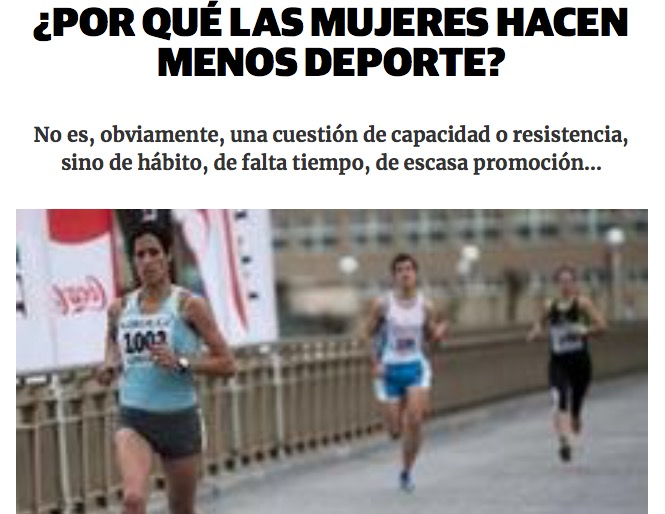 ¿POR QUÉ LAS MUJERES HACEN
MENOS DEPORTE?
No es, obviamente, una cuestión de capacidad o resistencia,
sino de hábito, de falta tiempo, de escasa promoción...
Coca
1002